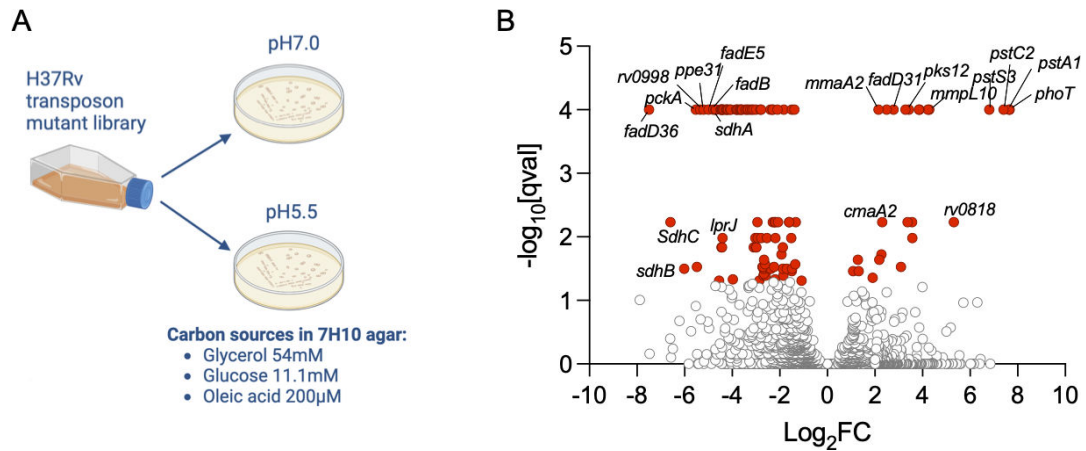 A
H37Rv
transposon
mutant library
pH7.0
pH5.5
Carbon sources in 7H10 agar:
• Glycerol 54mM
• Glucose 11.1mM
• Oleic acid 200µM
B
-log10[qval]
5
4
3
2
1
0
-10 -8 -6 -4 -2 0 2 4 6 8 10
Log2FC
rv0998
ppe31
fadE5
pckA
fadB
fadD36
sdhA
mmaA2
fadD31
pks12
mmpL10
pstS3
pstC2
pstA1
phoT
SdhC
lprJ
sdhB
cmaA2
rv0818